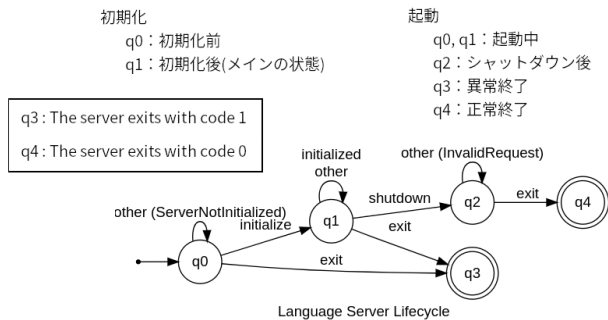 初期化
q0：初期化前
q1：初期化後(メインの状態)
起動
q0, q1：起動中
q2：シャットダウン後
q3：異常終了
q4：正常終了
q3 : The server exits with code 1
q4 : The server exits with code 0
initialized
other
other (InvalidRequest)
other (ServerNotInitialized)
initialize
shutdown
exit
exit
exit
q0
q1
q2
q4
q3
Language Server Lifecycle